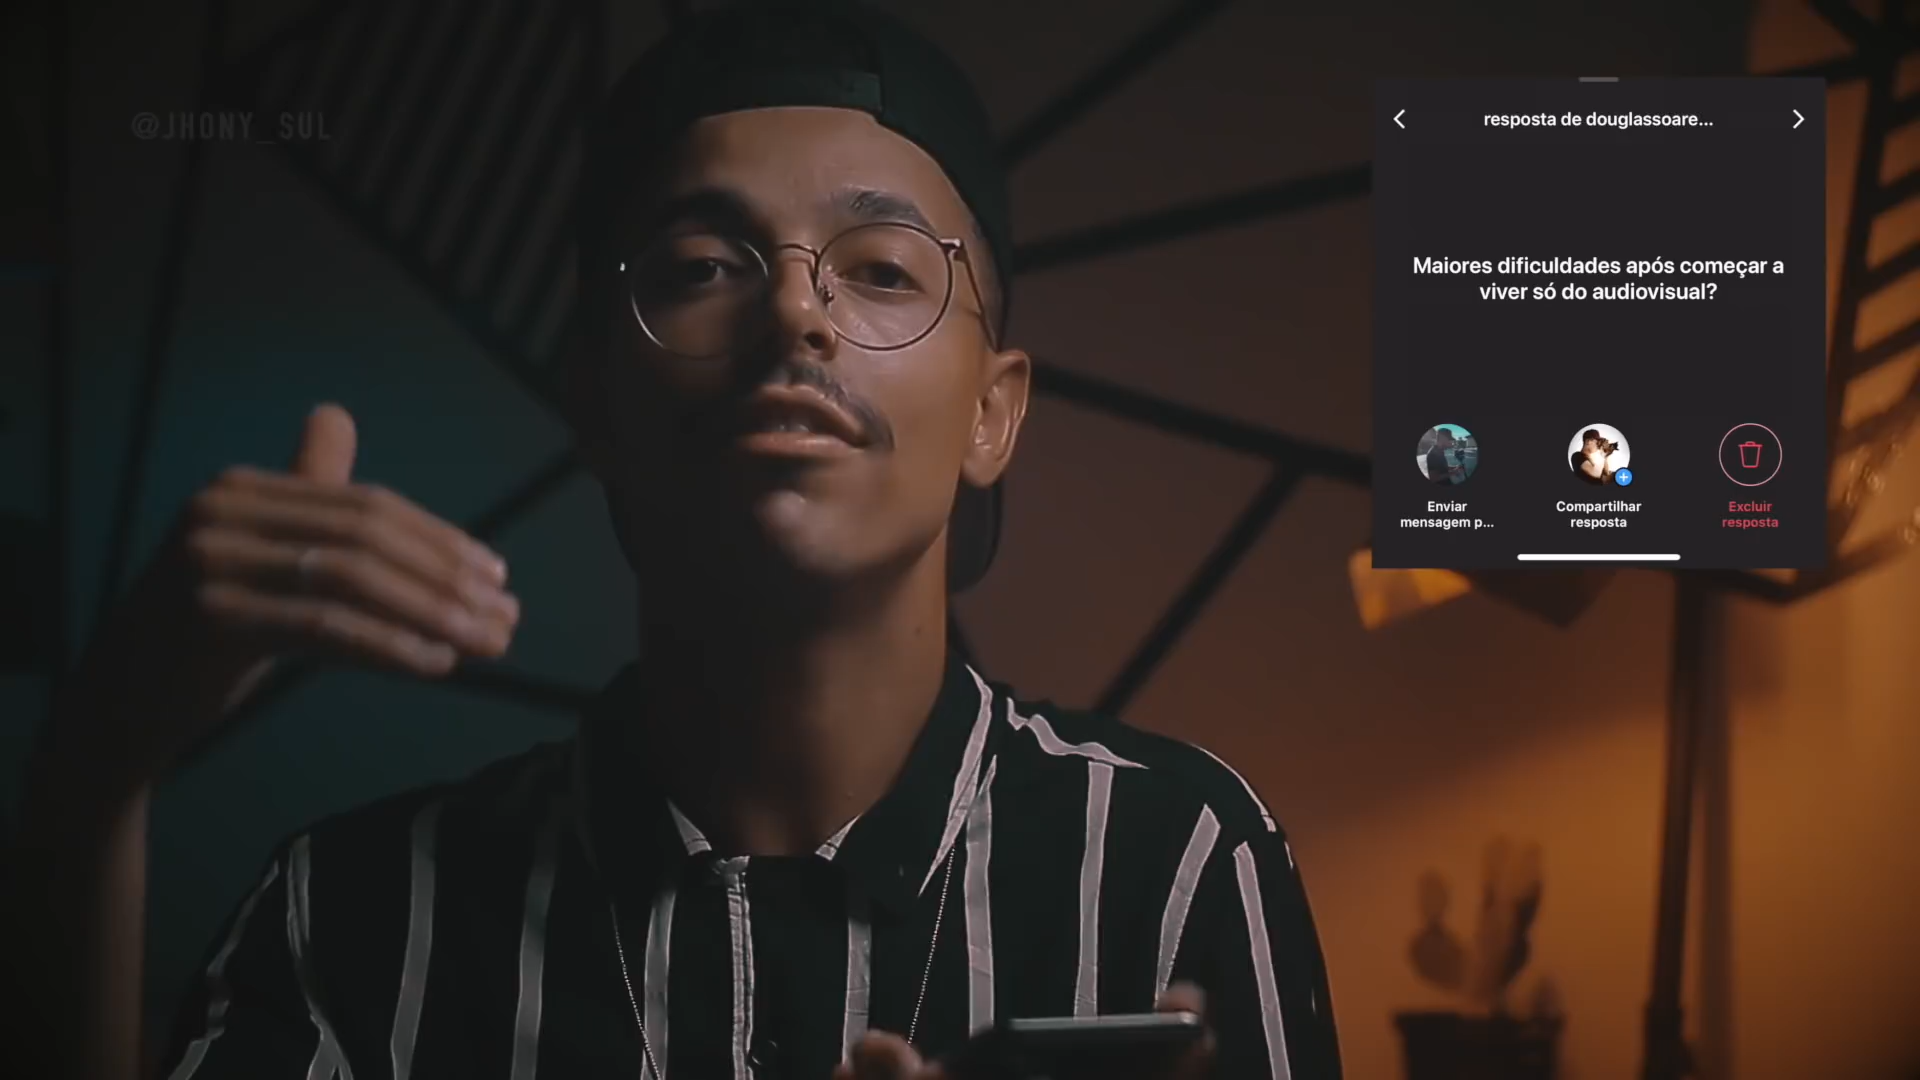 @JHONY_SUL
resposta de douglassoare...
Maiores dificuldades após começar a
viver só do audiovisual?
Enviar
mensagem p...
Compartilhar
resposta
Excluir
resposta